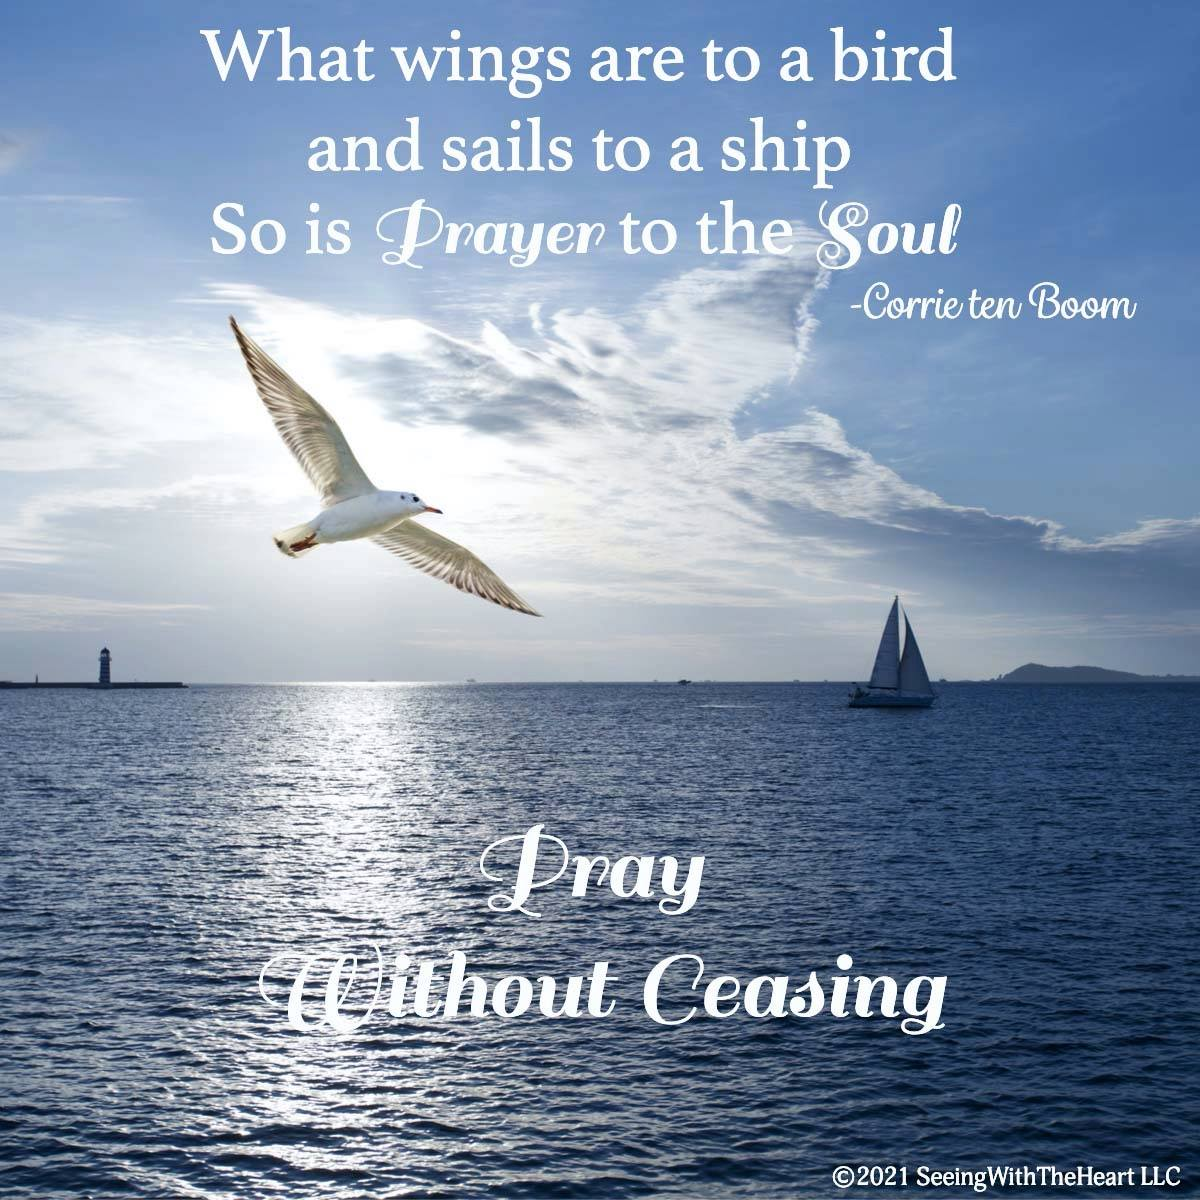 What wings are to a bird
and sails to a ship
So is Prayer to the Soul
-Corrie ten Boom
Pray
Without Ceasing
©2021 SeeingWithTheHeart LLC